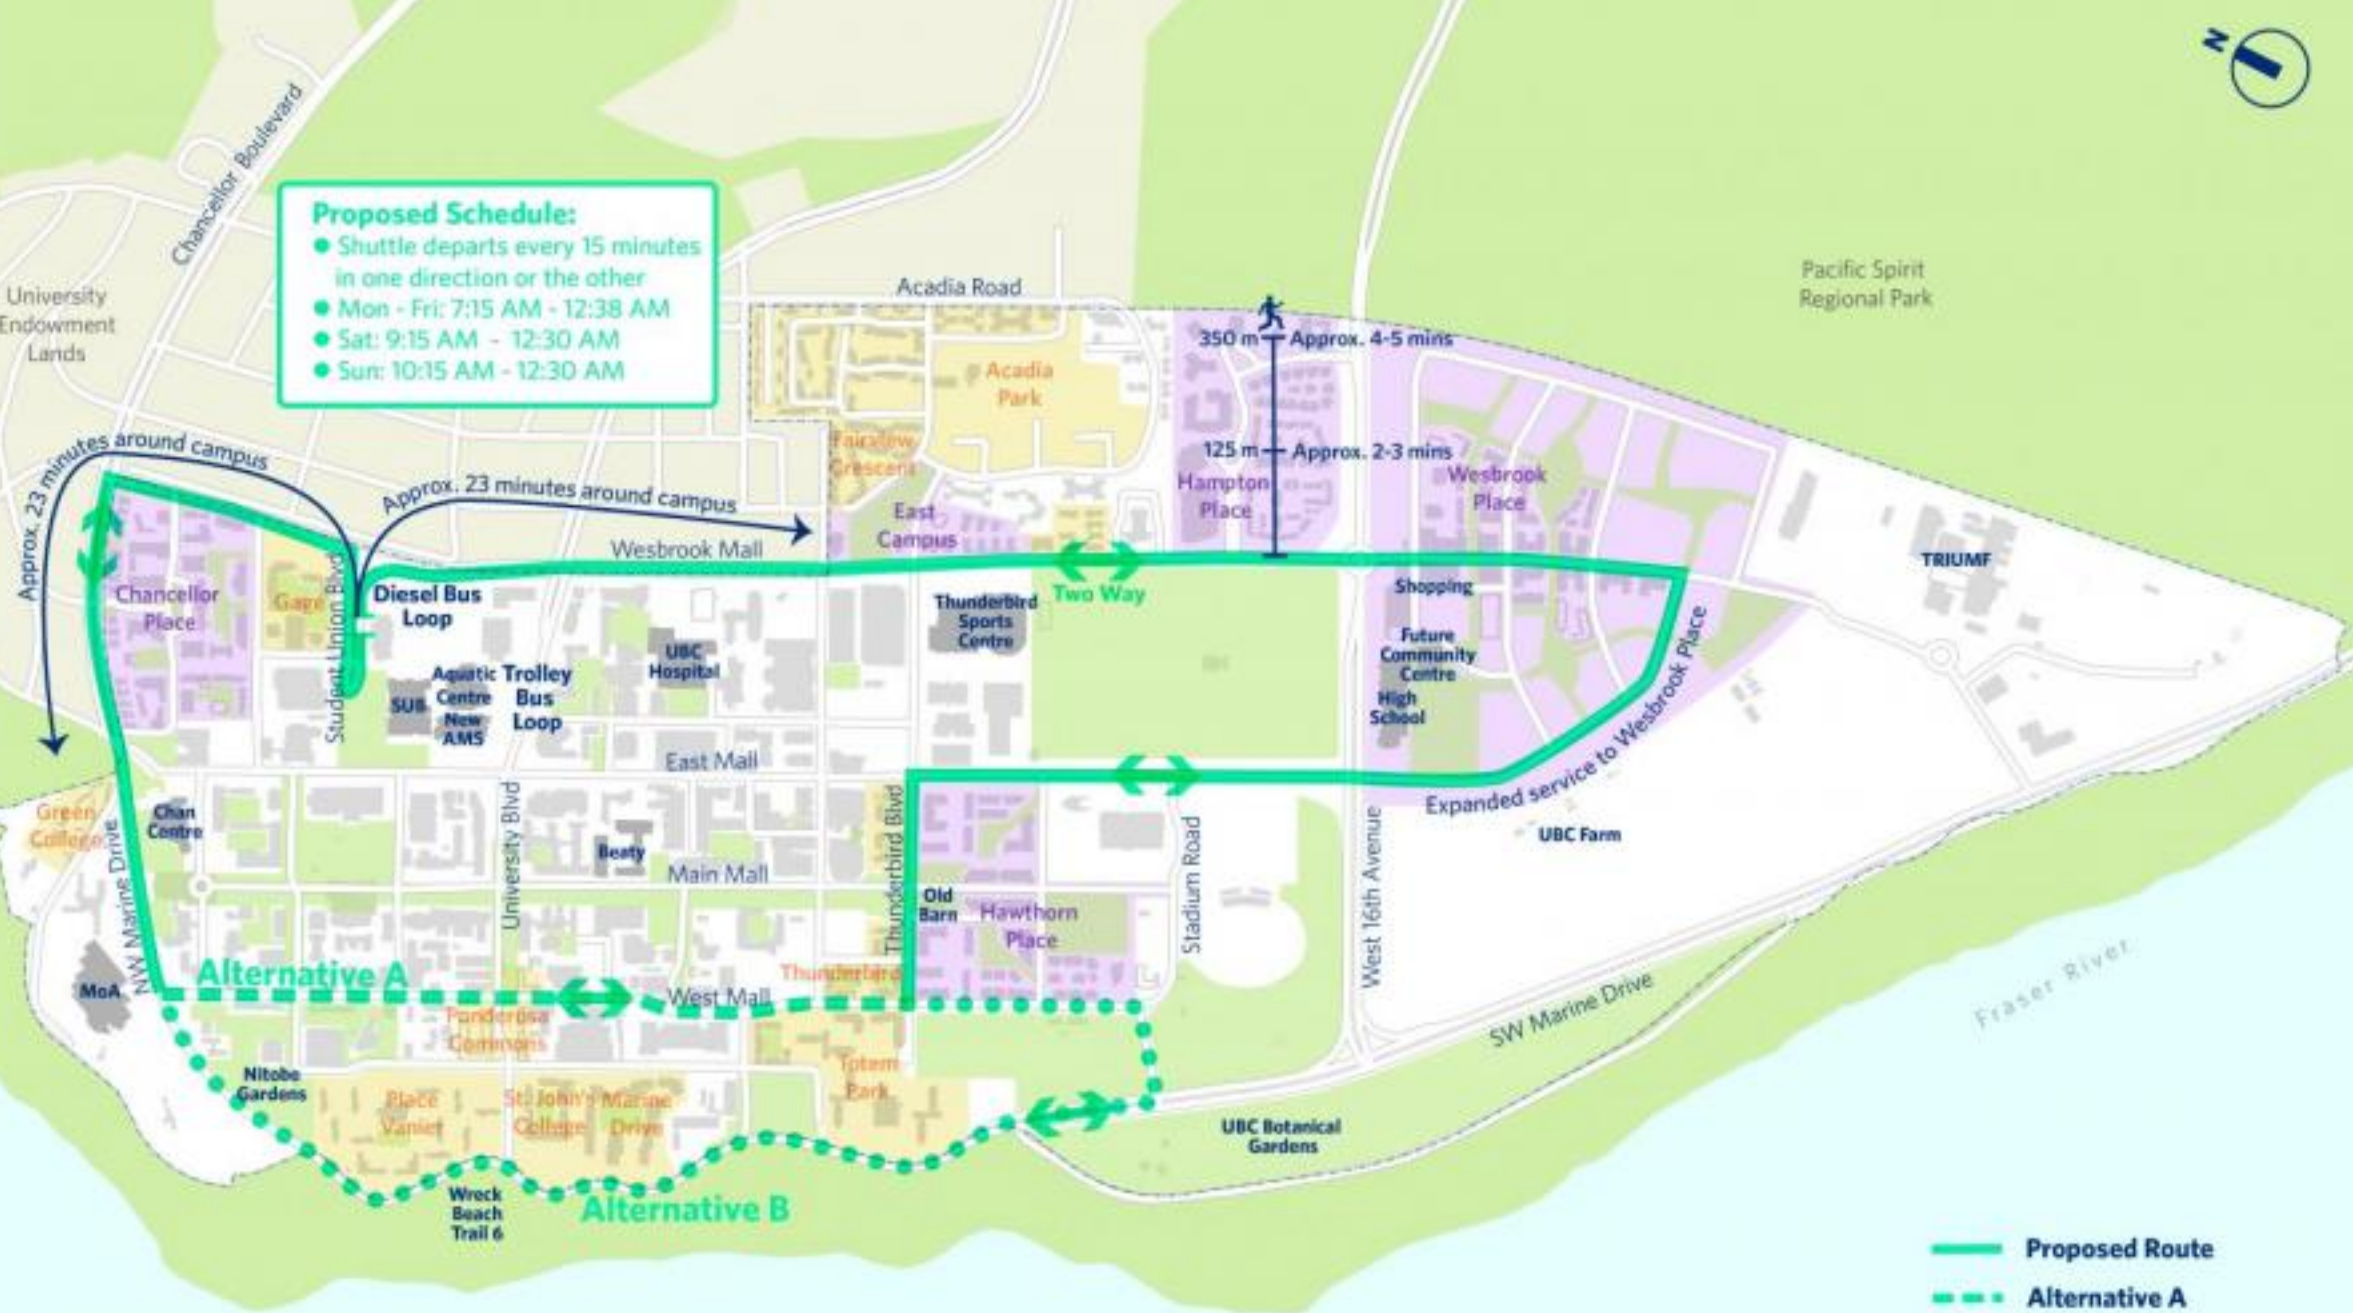 N
Chancellor Boulevard
Proposed Schedule:
● Shuttle departs every 15 minutes
in one direction or the other
● Mon - Fri: 7:15 AM - 12:38 AM
● Sat: 9:15 AM - 12:30 AM
● Sun: 10:15 AM - 12:30 AM
University
Endowment
Lands
Acadia Road
Pacific Spirit
Regional Park
350 m
Approx. 4-5 mins
Acadia
Park
125 m
Approx. 2-3 mins
Fairview
Crescent
Hampton
Place
Wesbrook
Place
Approx. 23 minutes around campus
Approx. 23 minutes around campus
East
Campus
Wesbrook Mall
TRIUMF
Chancellor
Place
Gage
Student Union Blvd
Diesel Bus
Loop
Two Way
Thunderbird
Sports
Centre
Shopping
Future
Community
Centre
High
School
UBC
Hospital
SUB
Aquatic
Centre
New
AMS
Trolley
Bus
Loop
East Mall
Expanded service to Wesbrook Place
Green
College
Chan
Centre
NW Marine Drive
University Blvd
Beaty
Main Mall
Thunderbird Blvd
Old
Barn
Hawthorn
Place
Stadium Road
West 16th Avenue
UBC Farm
MoA
Alternative A
Thunderbird
West Mall
Ponderosa
Commons
SW Marine Drive
Fraser River
Nitobe
Gardens
Totem
Park
Place
Vanier
St. John's
College
Marine
Drive
UBC Botanical
Gardens
Wreck
Beach
Trail 6
Alternative B
Proposed Route
Alternative A